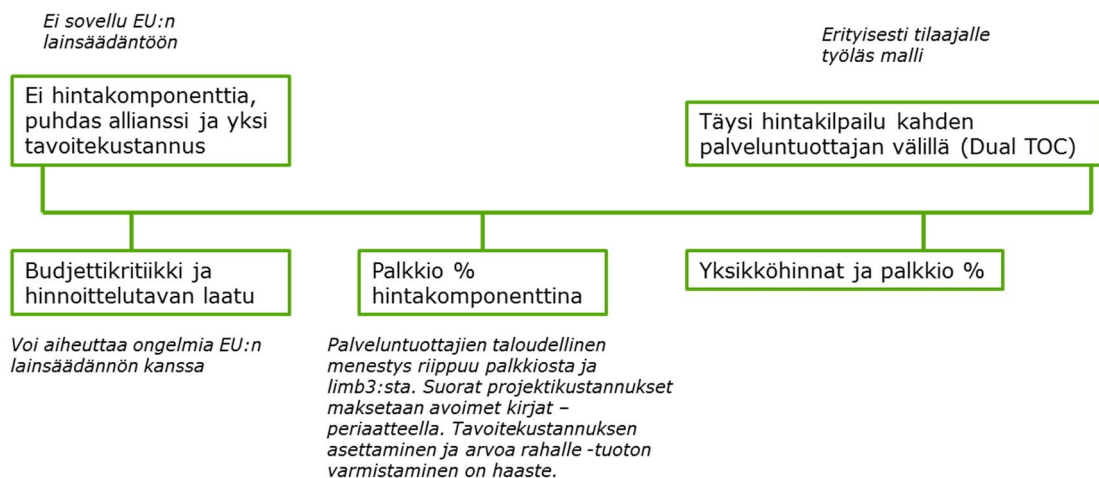 Ei sovellu EU:n
lainsäädäntöön
Erityisesti tilaajalle
työläs malli
Ei hintakomponenttia,
puhdas allianssi ja yksi
tavoitekustannus
Täysi hintakilpailu kahden
palveluntuottajan välillä (Dual TOC)
Budjettikritiikki ja
hinnoittelutavan laatu
Palkkio %
hintakomponenttina
Yksikköhinnat ja palkkio %
Voi aiheuttaa ongelmia EU:n
lainsäädännön kanssa
Palveluntuottajien taloudellinen
menestys riippuu palkkiosta ja
limb3:sta. Suorat projektikustannukset
maksetaan avoimet kirjat –
periaatteella. Tavoitekustannuksen
asettaminen ja arvoa rahalle -tuoton
varmistaminen on haaste.